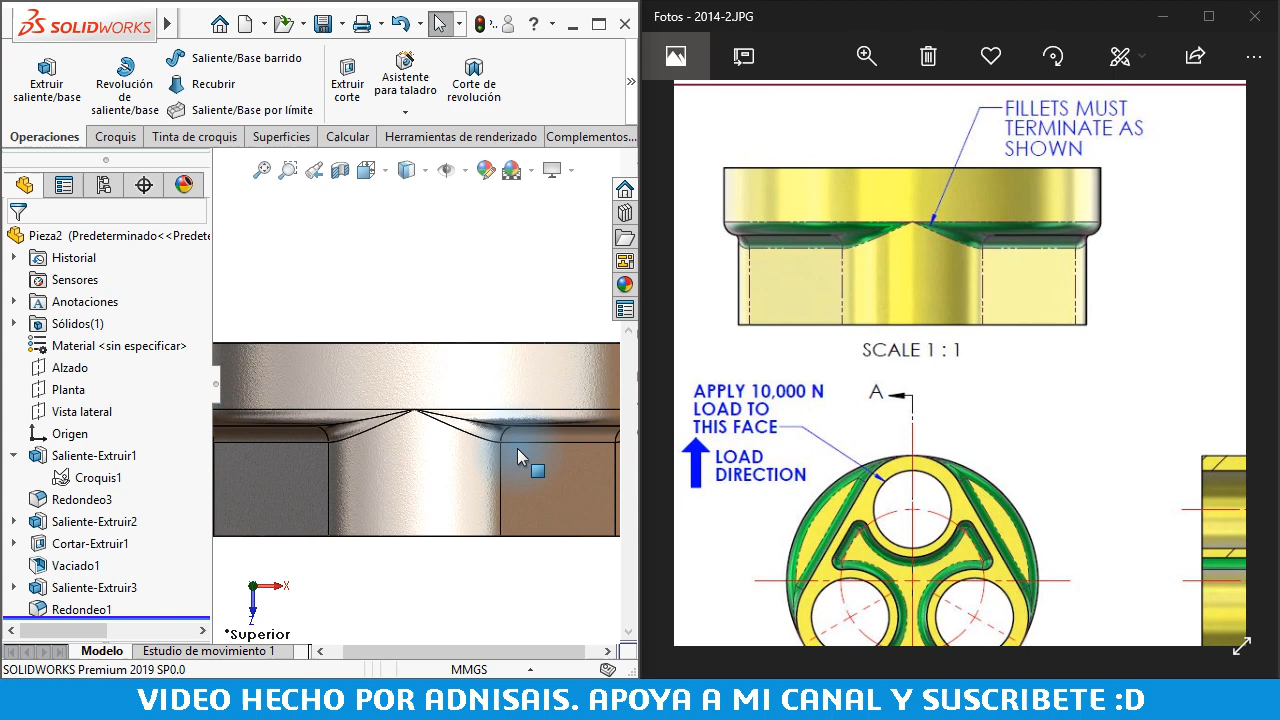 SOLIDWORKS
Extruir saliente/base
Revolución de saliente/base
Saliente/Base barrido
Recubrir
Saliente/Base por límite
Extruir corte
Asistente para taladro
Corte de revolución
Operaciones
Croquis
Tinta de croquis
Superficies
Calcular
Herramientas de renderizado
Complementos...
Pieza2 (Predeterminado<<Predete
Historial
Sensores
Anotaciones
Sólidos(1)
Material <sin especificar>
Alzado
Planta
Vista lateral
Origen
Saliente-Extruir1
Croquis1
Redondeo3
Saliente-Extruir2
Cortar-Extruir1
Vaciado1
Saliente-Extruir3
Redondeo1
X
Z
*Superior
Modelo
Estudio de movimiento 1
SOLIDWORKS Premium 2019 SP0.0
MMGS
Fotos - 2014-2.JPG
FILLETS MUST
TERMINATE AS
SHOWN
SCALE 1 : 1
APPLY 10,000 N
LOAD TO
THIS FACE
LOAD
DIRECTION
A
VIDEO HECHO POR ADNISAIS. APOYA A MI CANAL Y SUSCRIBETE :D